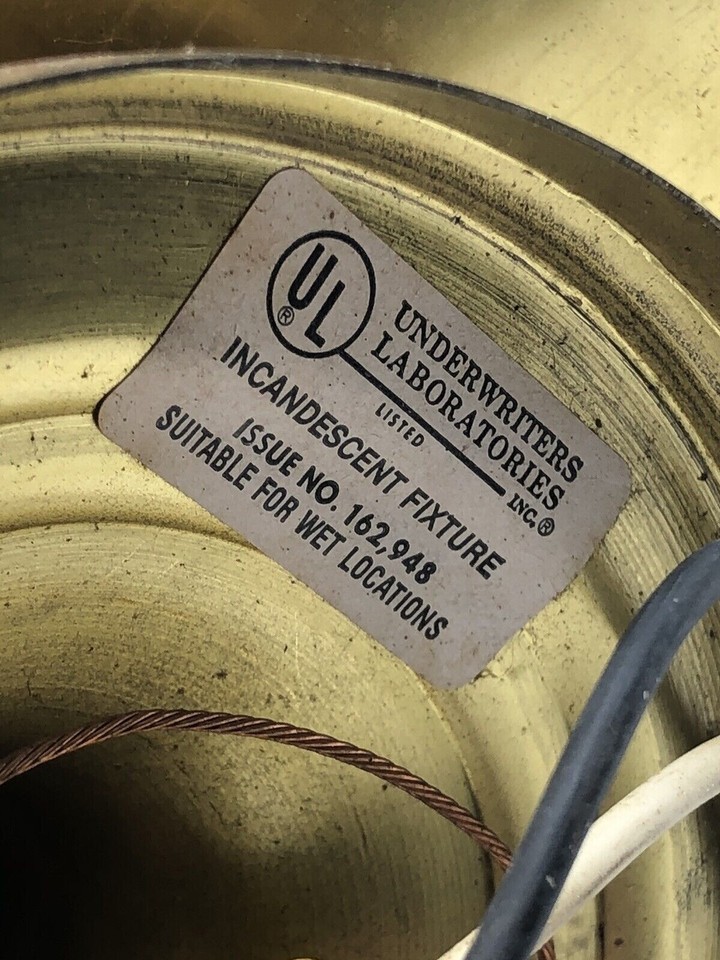 UL®
UNDERWRITERS
LABORATORIES
INC.®
LISTED
INCANDESCENT FIXTURE
ISSUE NO. 162,948
SUITABLE FOR WET LOCATIONS